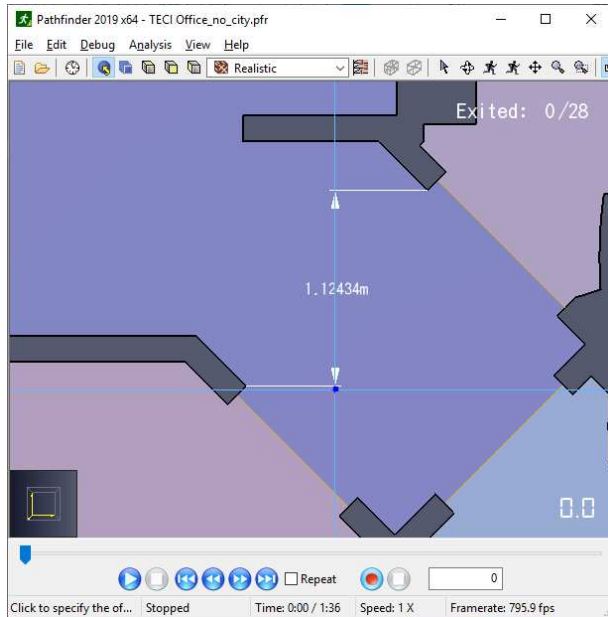 Pathfinder 2019 x64 - TECI Office_no_city.pfr
File Edit Debug Analysis View Help
Realistic
Exited: 0/28
1.12434m
0.0
Repeat
0
Click to specify the of... Stopped Time: 0:00 / 1:36 Speed: 1 X Framerate: 795.9 fps